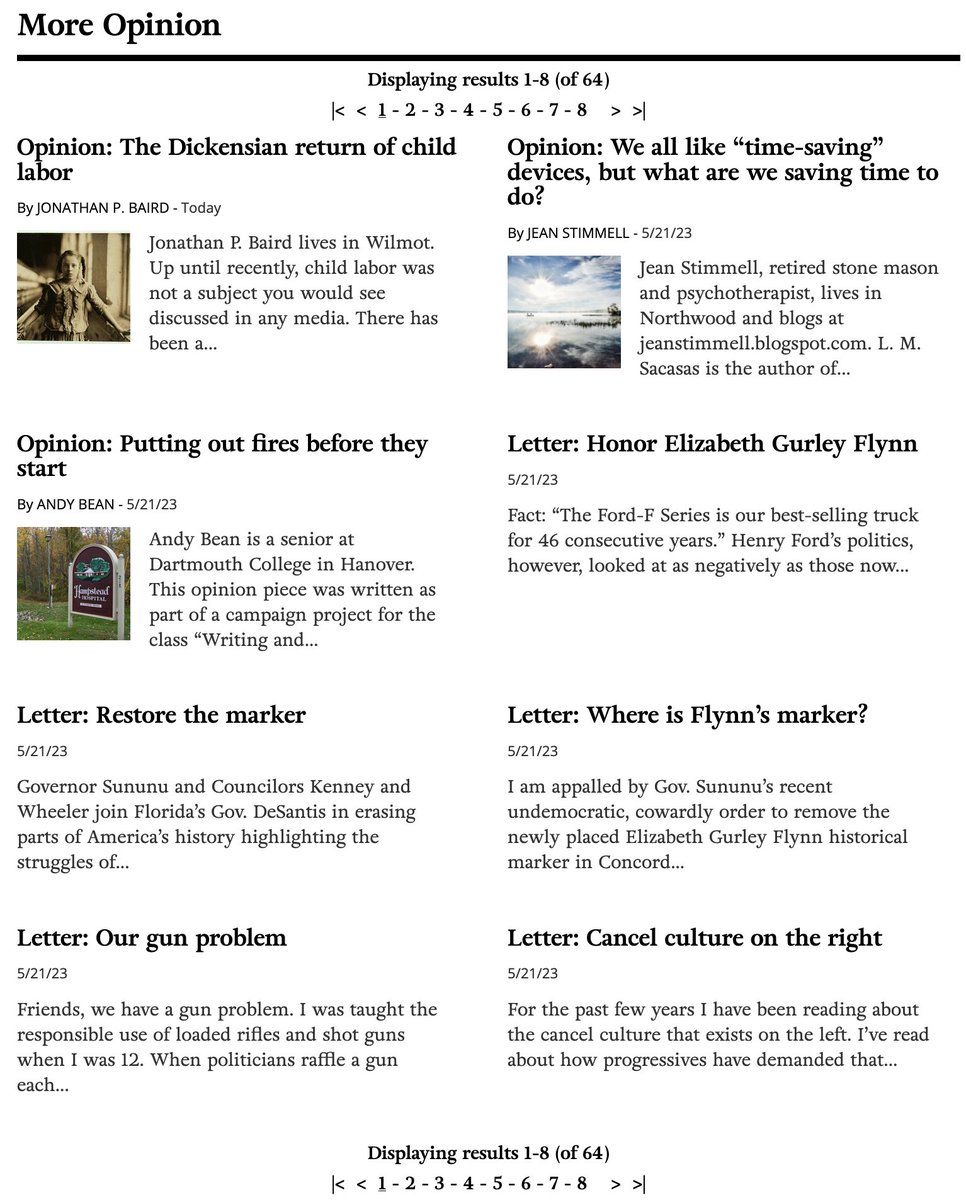 More Opinion
Displaying results 1-8 (of 64)
|< < 1 - 2 - 3 - 4 - 5 - 6 - 7 - 8 > >|
Opinion: The Dickensian return of child
labor
By JONATHAN P. BAIRD - Today
Jonathan P. Baird lives in Wilmot.
Up until recently, child labor was
not a subject you would see
discussed in any media. There has
been a...
Opinion: We all like “time-saving”
devices, but what are we saving time to
do?
By JEAN STIMMELL - 5/21/23
Jean Stimmell, retired stone mason
and psychotherapist, lives in
Northwood and blogs at
jeanstimmell.blogspot.com. L. M.
Sacasas is the author of...
Opinion: Putting out fires before they
start
By ANDY BEAN - 5/21/23
Hampstead
HOSPITAL
Andy Bean is a senior at
Dartmouth College in Hanover.
This opinion piece was written as
part of a campaign project for the
class “Writing and...
Letter: Honor Elizabeth Gurley Flynn
5/21/23
Fact: “The Ford-F Series is our best-selling truck
for 46 consecutive years.” Henry Ford’s politics,
however, looked at as negatively as those now...
Letter: Restore the marker
5/21/23
Governor Sununu and Councilors Kenney and
Wheeler join Florida’s Gov. DeSantis in erasing
parts of America’s history highlighting the
struggles of...
Letter: Where is Flynn’s marker?
5/21/23
I am appalled by Gov. Sununu’s recent
undemocratic, cowardly order to remove the
newly placed Elizabeth Gurley Flynn historical
marker in Concord...
Letter: Our gun problem
5/21/23
Friends, we have a gun problem. I was taught the
responsible use of loaded rifles and shot guns
when I was 12. When politicians raffle a gun
each...
Letter: Cancel culture on the right
5/21/23
For the past few years I have been reading about
the cancel culture that exists on the left. I’ve read
about how progressives have demanded that...
Displaying results 1-8 (of 64)
|< < 1 - 2 - 3 - 4 - 5 - 6 - 7 - 8 > >|